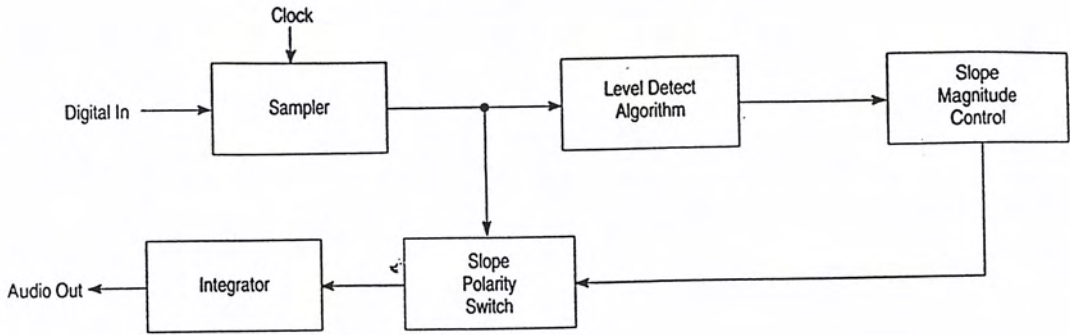 Clock
Digital In
Sampler
Level Detect
Algorithm
Slope
Magnitude
Control
Audio Out
Integrator
Slope
Polarity
Switch